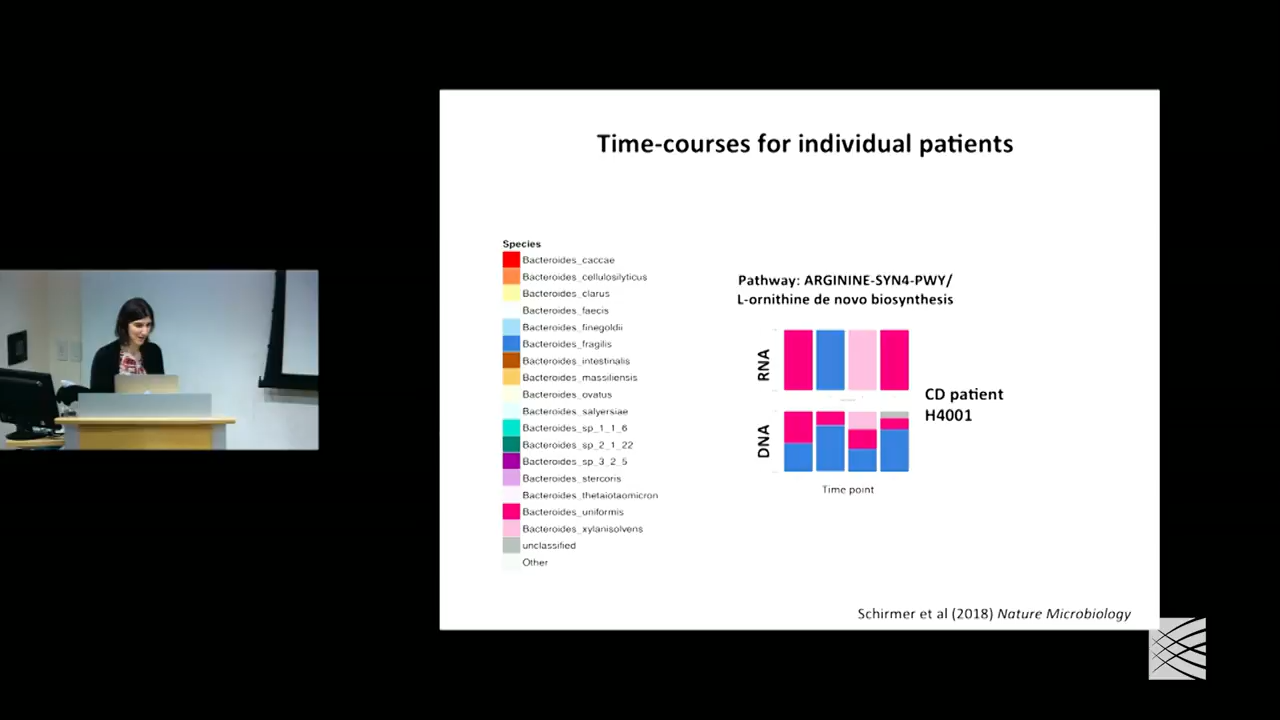 Time-courses for individual patients
Species
Bacteroides_caccae
Bacteroides_cellulosilyticus
Bacteroides_clarus
Bacteroides_faecis
Bacteroides_finegoldii
Bacteroides_fragilis
Bacteroides_intestinalis
Bacteroides_massiliensis
Bacteroides_ovatus
Bacteroides_salyersiae
Bacteroides_sp_1_1_6
Bacteroides_sp_2_1_22
Bacteroides_sp_3_2_5
Bacteroides_stercoris
Bacteroides_thetaiotaomicron
Bacteroides_uniformis
Bacteroides_xylanisolvens
unclassified
Other
Pathway: ARGININE-SYN4-PWY/
L-ornithine de novo biosynthesis
RNA
DNA
Time point
CD patient
H4001
Schirmer et al (2018) Nature Microbiology